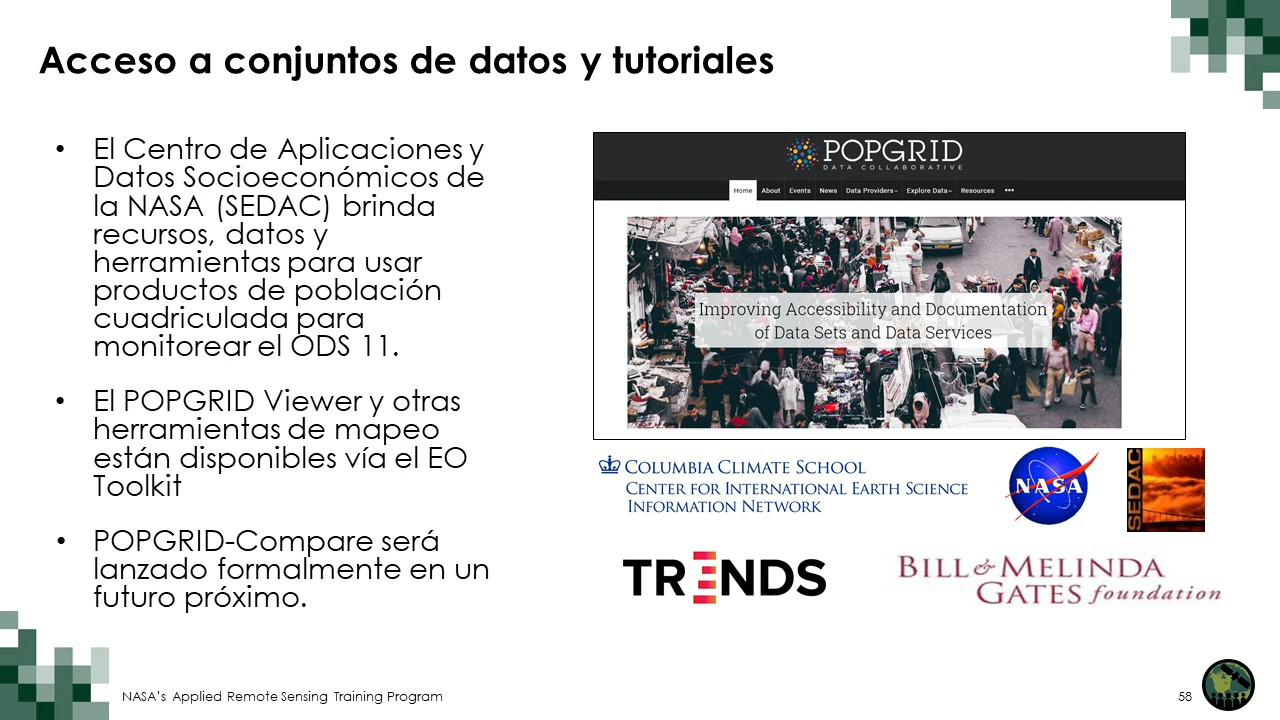 Acceso a conjuntos de datos y tutoriales
• El Centro de Aplicaciones y
Datos Socioeconómicos de
la NASA (SEDAC) brinda
recursos, datos y
herramientas para usar
productos de población
cuadriculada para
monitorear el ODS 11.
• El POPGRID Viewer y otras
herramientas de mapeo
están disponibles vía el EO
Toolkit
• POPGRID-Compare será
lanzado formalmente en un
futuro próximo.
POPGRID
DATA COLLABORATIVE
Home About Events News Data Providers Explore Data Resources •••
Improving Accessibility and Documentation
of Data Sets and Data Services
COLUMBIA CLIMATE SCHOOL
CENTER FOR INTERNATIONAL EARTH SCIENCE
INFORMATION NETWORK
NASA
SEDAC
TRENDS
BILL & MELINDA
GATES foundation
NASA's Applied Remote Sensing Training Program
58